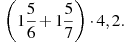 (1 5/6 + 1 5/7) · 4,2.